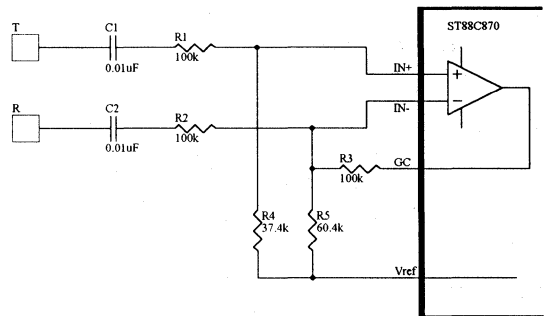 T
C1
R1
100k
0.01uF
ST88C870
IN+
+
R
C2
R2
100k
0.01uF
IN-
−
R3
100k
GC
R4
37.4k
R5
60.4k
Vref